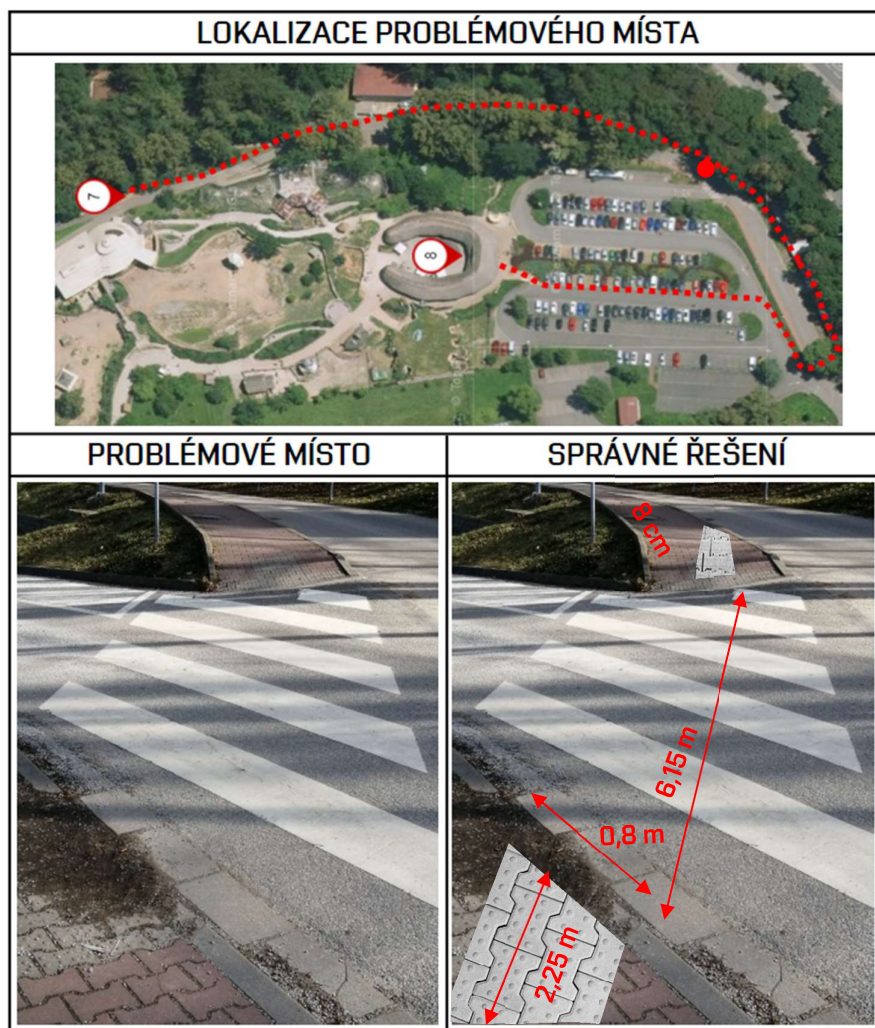 LOKALIZACE PROBLÉMOVÉHO MÍSTA
7
8
PROBLÉMOVÉ MÍSTO
SPRÁVNÉ ŘEŠENÍ
8 cm
6,15 m
0,8 m
2,25 m